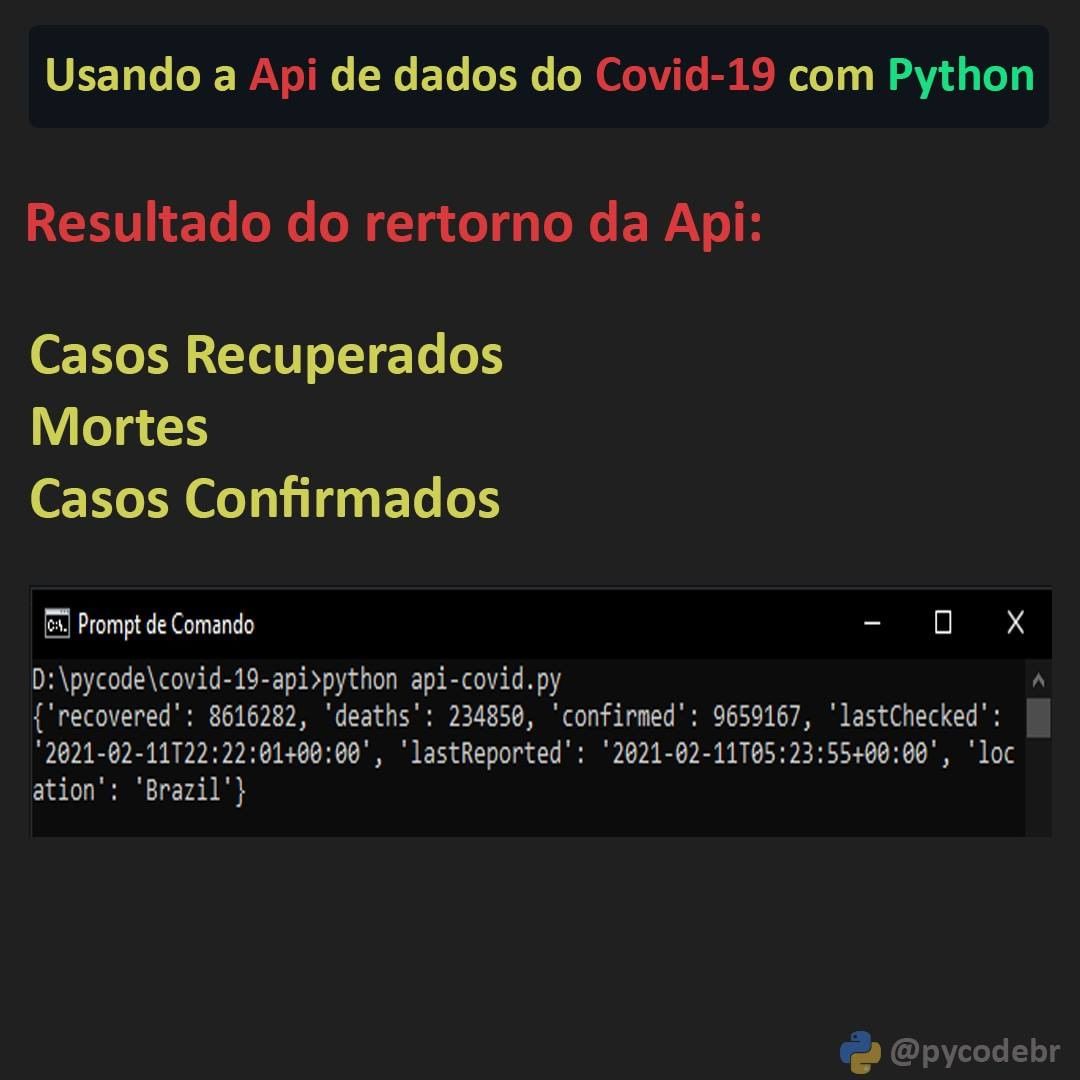 Usando a Api de dados do Covid-19 com Python
Resultado do rertorno da Api:
Casos Recuperados
Mortes
Casos Confirmados
C:\. Prompt de Comando
D:\pycode\covid-19-api>python api-covid.py
{'recovered': 8616282, 'deaths': 234850, 'confirmed': 9659167, 'lastChecked':
'2021-02-11T22:22:01+00:00', 'lastReported': '2021-02-11T05:23:55+00:00', 'loc
ation': 'Brazil'}
@pycodebr